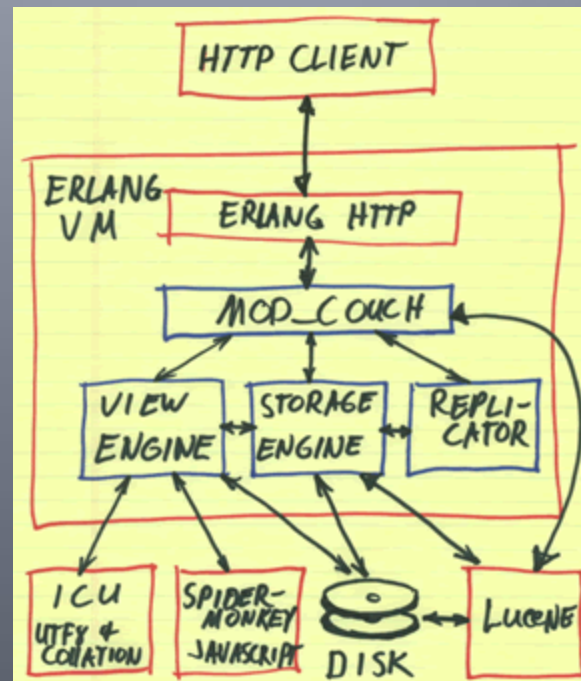 HTTP CLIENT
ERLANG
VM
ERLANG HTTP
MOD_COUCH
VIEW
ENGINE
STORAGE
ENGINE
REPLI-
CATOR
ICU
UTF8 &
COLLATION
SPIDER-
MONKEY
JAVASCRIPT
DISK
LUCENE